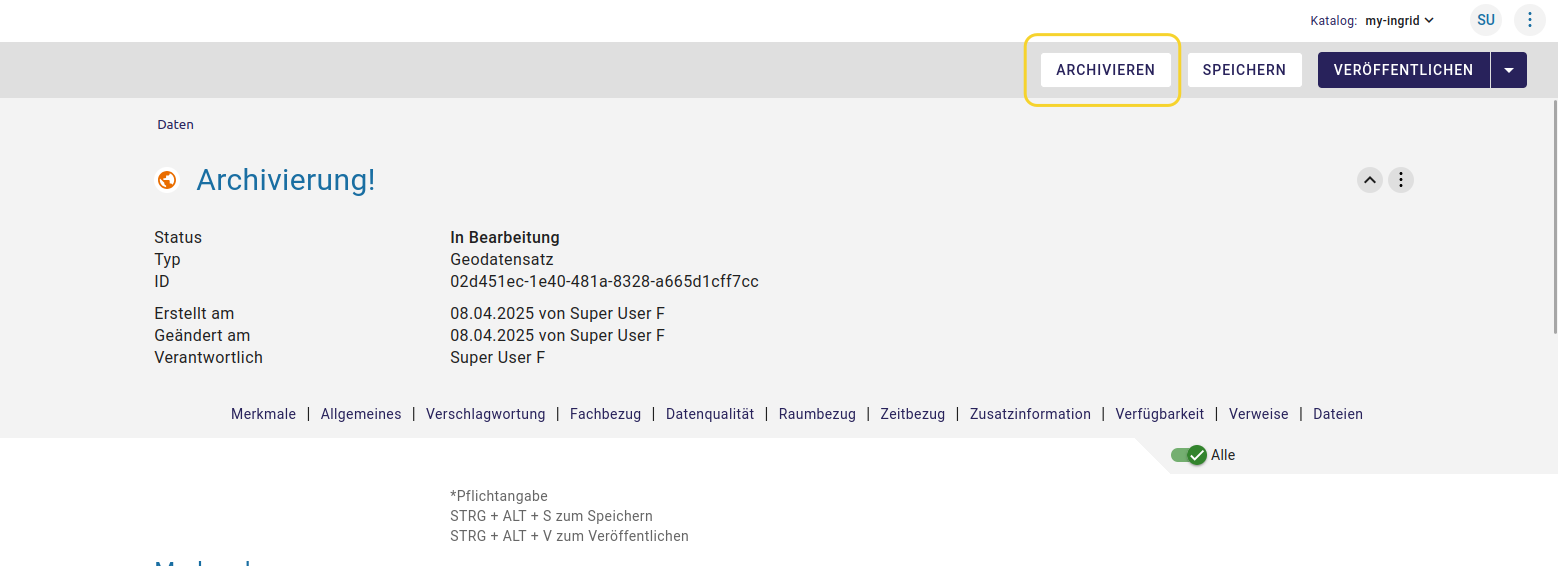 Katalog: my-ingrid SU
ARCHIVIEREN SPEICHERN VERÖFFENTLICHEN
Daten
Archivierung!
Status In Bearbeitung
Typ Geodatensatz
ID 02d451ec-1e40-481a-8328-a665d1cff7cc
Erstellt am 08.04.2025 von Super User F
Geändert am 08.04.2025 von Super User F
Verantwortlich Super User F
Merkmale | Allgemeines | Verschlagwortung | Fachbezug | Datenqualität | Raumbezug | Zeitbezug | Zusatzinformation | Verfügbarkeit | Verweise | Dateien
Alle
*Pflichtangabe
STRG + ALT + S zum Speichern
STRG + ALT + V zum Veröffentlichen